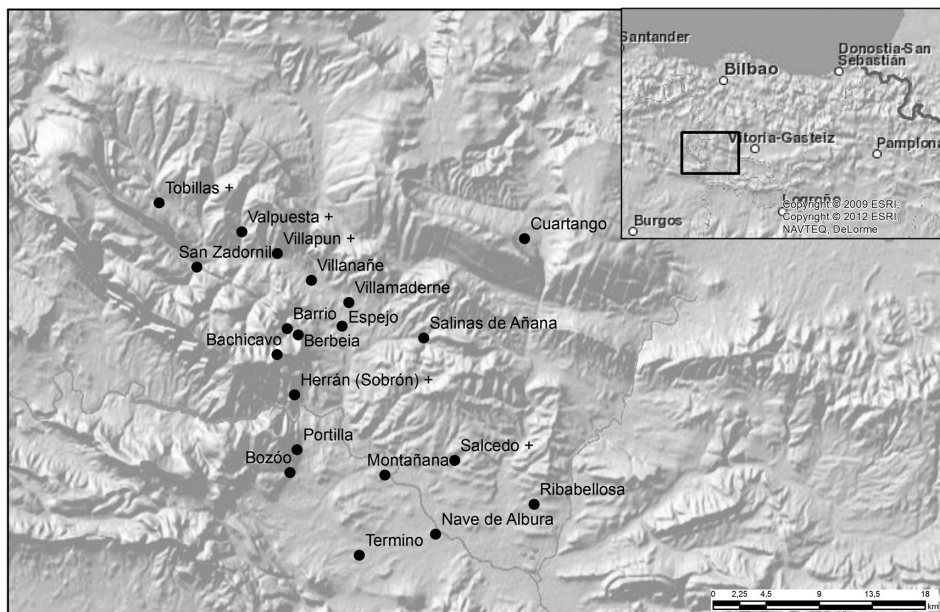 Santander
Bilbao
Donostia-San
Sebastián
Vitoria-Gasteiz
Pamplona
Logroño
Burgos
Copyright:© 2009 ESRI,
Copyright:© 2012 ESRI
NAVTEQ, DeLorme
Tobillas +
Valpuesta +
Villapun +
San Zadornil
Cuartango
Villanañe
Villamaderne
Barrio
Espejo
Berbeia
Salinas de Añana
Bachicavo
Herrán (Sobrón) +
Portilla
Bozóo
Montañana
Salcedo +
Ribabellosa
Nave de Albura
Termino
0 2,25 4,5 9 13,5 18
km